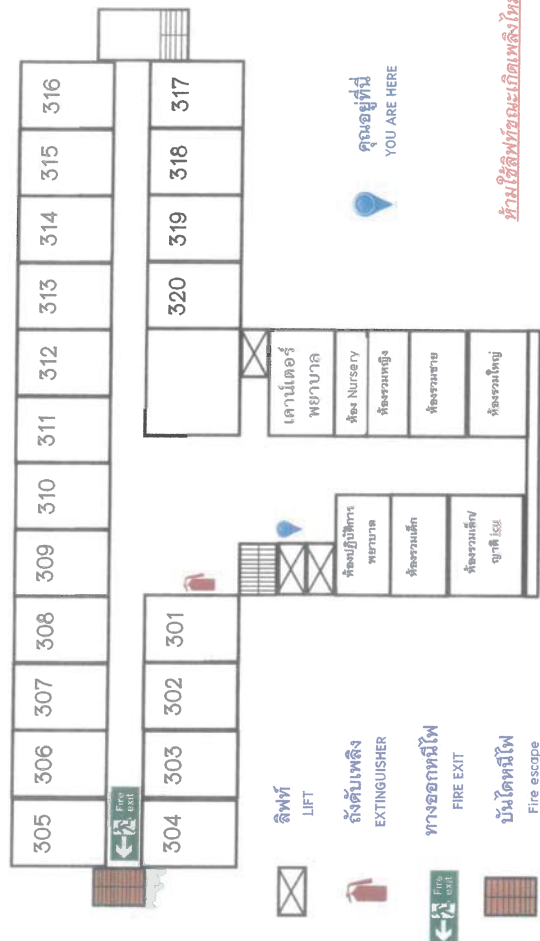 316
315
314
313
312
311
310
309
308
307
306
305
317
318
319
320
301
302
303
304
Fire
exit
เคาน์เตอร์
พยาบาล
ห้อง Nursery
ห้องรวมหญิง
ห้องรวมชาย
ห้องรวมใหญ่
ห้องปฏิบัติการ
พยาบาล
ห้องรวมเด็ก
ห้องรวมเด็ก/
ญาติ icu
คุณอยู่ที่นี่
YOU ARE HERE
ห้ามใช้ลิฟท์ขณะเกิดเพลิงไหม้
ลิฟท์
LIFT
ถังดับเพลิง
EXTINGUISHER
ทางออกหนีไฟ
FIRE EXIT
Fire
exit
บันไดหนีไฟ
Fire escape